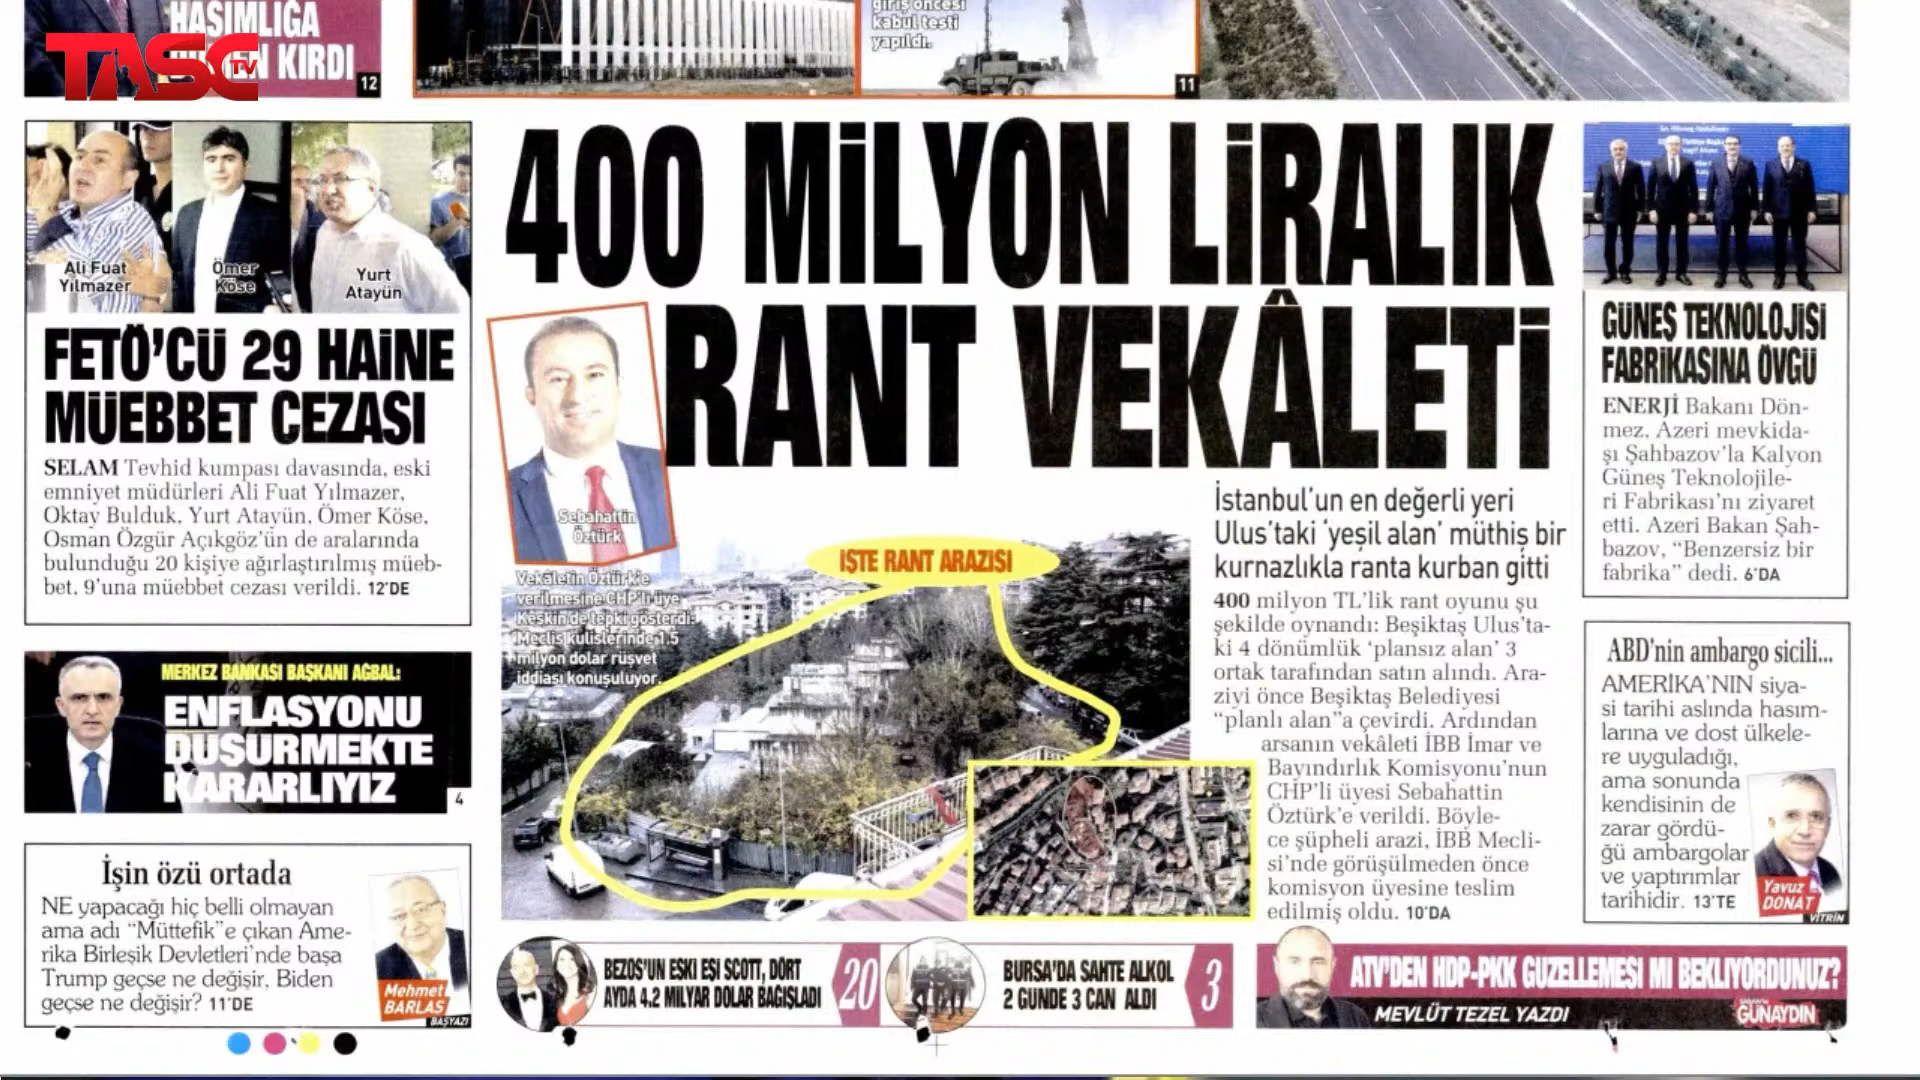 HASIMLIĞA
KIRDI
12
TASC
TV
giriş öncesi
kabul testi
yapıldı.
11
Ali Fuat
Yılmazer
Ömer
Köse
Yurt
Atayün
FETÖ'CÜ 29 HAİNE
MÜEBBET CEZASI
SELAM Tevhid kumpası davasında, eski
emniyet müdürleri Ali Fuat Yılmazer,
Oktay Bulduk, Yurt Atayün, Ömer Köse,
Osman Özgür Açıkgöz'ün de aralarında
bulunduğu 20 kişiye ağırlaştırılmış müeb-
bet, 9'una müebbet cezası verildi. 12'DE
MERKEZ BANKASI BAŞKANI AĞBAL:
ENFLASYONU
DÜŞÜRMEKTE
KARARLIYIZ
4
İşin özü ortada
NE yapacağı hiç belli olmayan
ama adı “Müttefik”e çıkan Ame-
rika Birleşik Devletleri'nde başa
Trump geçse ne değişir, Biden
geçse ne değişir? 11'DE
Mehmet
BARLAS
BAŞYAZI
400 MİLYON LİRALIK
RANT VEKÂLETİ
Sebahattin
Öztürk
Vekâletin Öztürk'e
verilmesine CHP'li üye
Keskin de tepki gösterdi.
Meclis kulislerinde 1.5
milyon dolar rüşvet
iddiası konuşuluyor.
İŞTE RANT ARAZİSİ
İstanbul'un en değerli yeri
Ulus'taki 'yeşil alan' müthiş bir
kurnazlıkla ranta kurban gitti
400 milyon TL'lik rant oyunu şu
şekilde oynandı: Beşiktaş Ulus'ta-
ki 4 dönümlük 'plansız alan' 3
ortak tarafından satın alındı. Ara-
ziyi önce Beşiktaş Belediyesi
“planlı alan”a çevirdi. Ardından
arsanın vekâleti İBB İmar ve
Bayındırlık Komisyonu'nun
CHP'li üyesi Sebahattin
Öztürk'e verildi. Böyle-
ce şüpheli arazi, İBB Mecli-
si'nde görüşülmeden önce
komisyon üyesine teslim
edilmiş oldu. 10'DA
GÜNEŞ TEKNOLOJİSİ
FABRİKASINA ÖVGÜ
ENERJİ Bakanı Dön-
mez, Azeri mevkida-
şı Şahbazov'la Kalyon
Güneş Teknolojile-
ri Fabrikası'nı ziyaret
etti. Azeri Bakan Şah-
bazov, “Benzersiz bir
fabrika” dedi. 6'DA
ABD'nin ambargo sicili...
AMERİKA'NIN siya-
si tarihi aslında hasım-
larına ve dost ülkele-
re uyguladığı,
ama sonunda
kendisinin de
zarar gördü-
ğü ambargolar
ve yaptırımlar
tarihidir. 13'TE
Yavuz
DONAT
VİTRİN
BEZOS'UN ESKİ EŞİ SCOTT, DÖRT
AYDA 4.2 MİLYAR DOLAR BAĞIŞLADI
20
BURSA'DA SAHTE ALKOL
2 GÜNDE 3 CAN ALDI
3
ATV'DEN HDP-PKK GÜZELLEMESİ Mİ BEKLİYORDUNUZ?
MEVLÜT TEZEL YAZDI
GÜNAYDIN